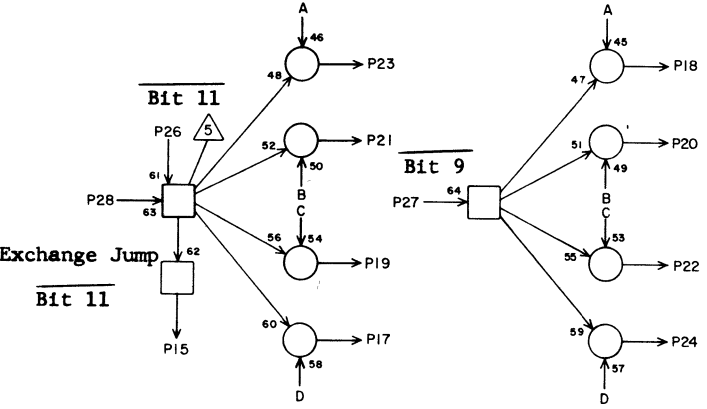 A A
46 45
P23 P18
48 47
Bit 11
P26 5 52 P21 51 P20
50 Bit 9 49
61 64
P28 B P27 B
63 C C
56 54 53
Exchange Jump 62 P19 55 P22
Bit 11
60 P17 59 P24
P15 58 57
D D